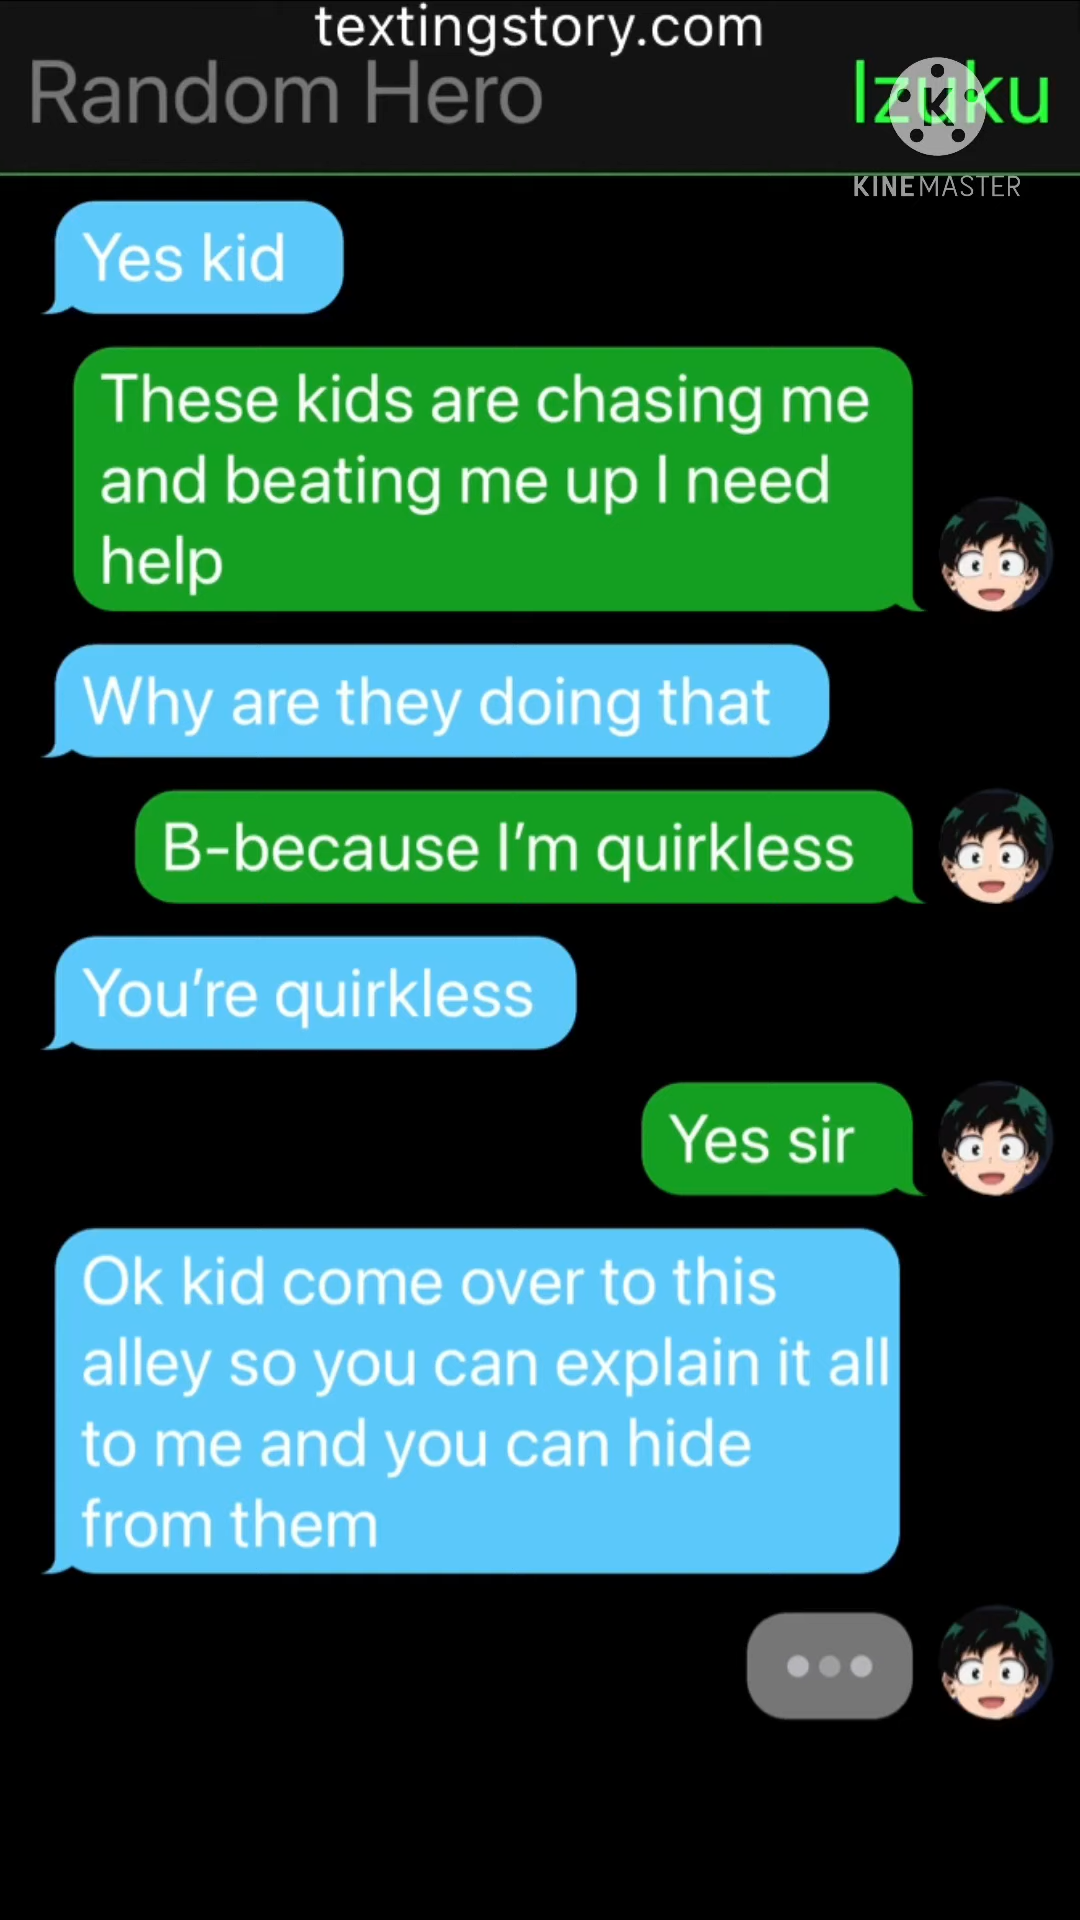 textingstory.com
Random Hero
Izuku
K
KINEMASTER
Yes kid
These kids are chasing me
and beating me up I need
help
Why are they doing that
B-because I’m quirkless
You’re quirkless
Yes sir
Ok kid come over to this
alley so you can explain it all
to me and you can hide
from them